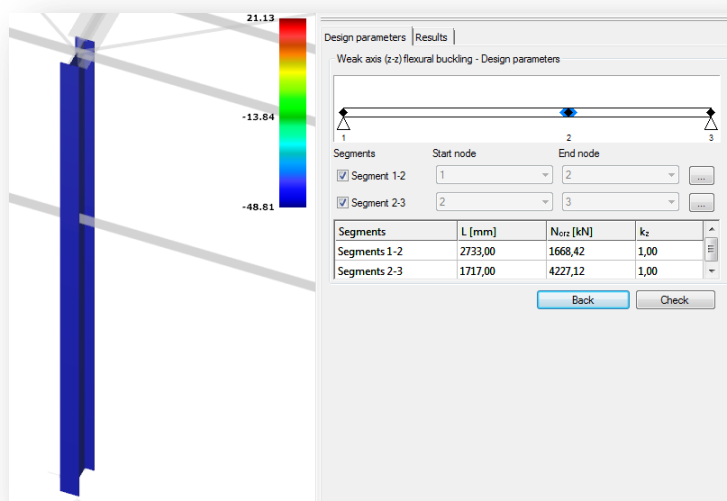 21.13
-13.84
-48.81
Design parameters Results
Weak axis (z-z) flexural buckling - Design parameters
1 2 3
Segments Start node End node
Segment 1-2 1 2 ...
Segment 2-3 2 3 ...
Segments L [mm] Ncrz [kN] kz
Segments 1-2 2733,00 1668,42 1,00
Segments 2-3 1717,00 4227,12 1,00
Back Check